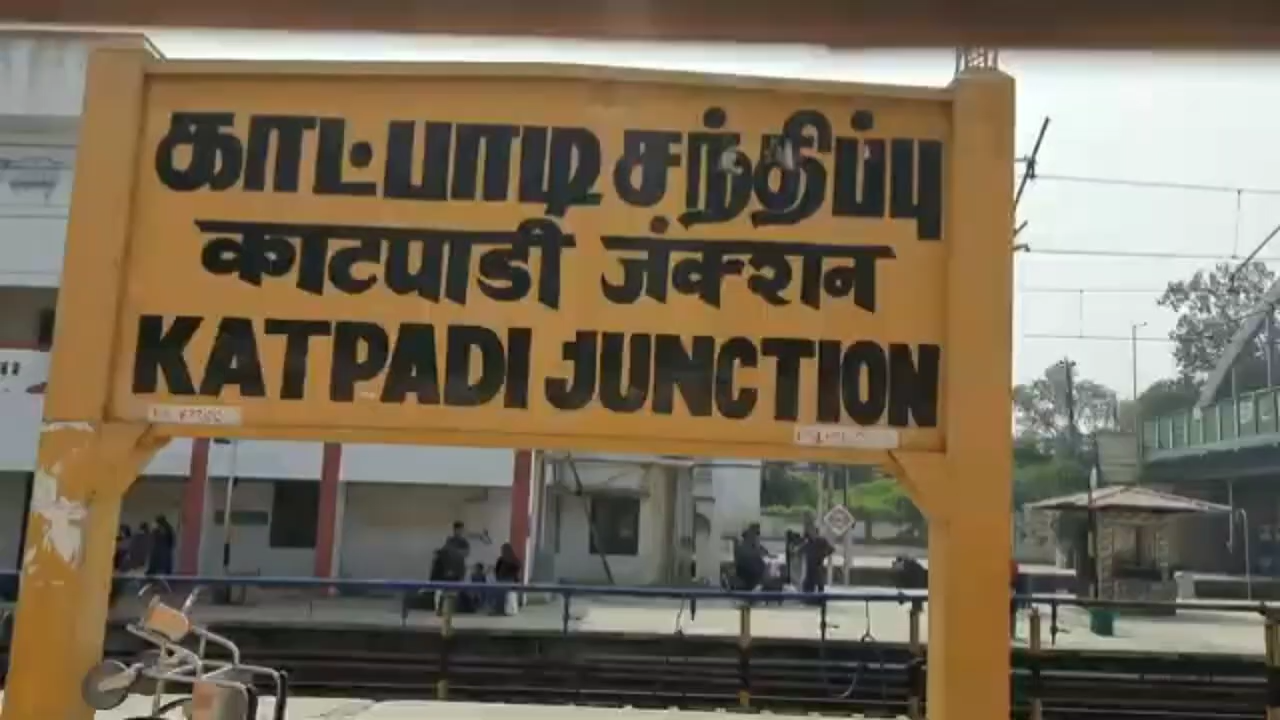 காட்பாடி சந்திப்பு
काटपाडी जंक्शन
KATPADI JUNCTION